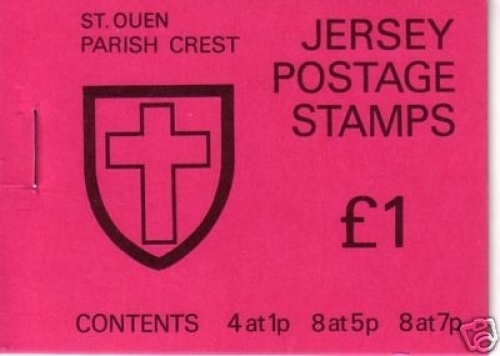 ST. OUEN
PARISH CREST
JERSEY
POSTAGE
STAMPS
£1
CONTENTS 4 at 1p 8 at 5p 8 at 7p